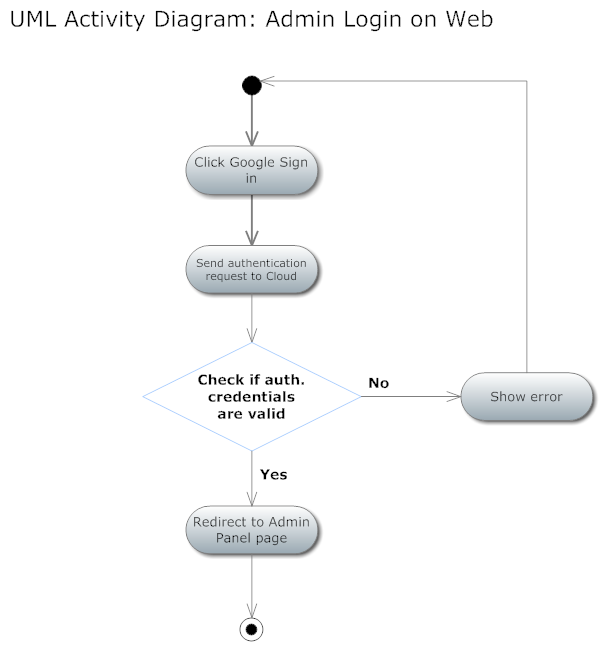 UML Activity Diagram: Admin Login on Web
Click Google Sign
in
Send authentication
request to Cloud
Check if auth.
credentials
are valid
No
Show error
Yes
Redirect to Admin
Panel page